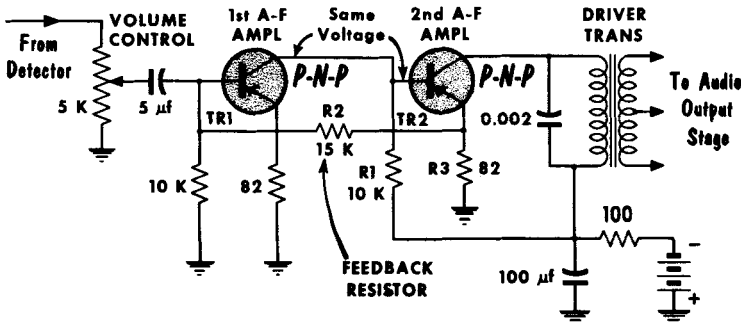 From
Detector
VOLUME
CONTROL
5 K
5 µf
1st A-F
AMPL
P-N-P
TR1
10 K
82
Same
Voltage
R2
15 K
FEEDBACK
RESISTOR
2nd A-F
AMPL
P-N-P
TR2
R1
10 K
R3 82
0.002
DRIVER
TRANS
To Audio
Output
Stage
100
100 µf
-
+